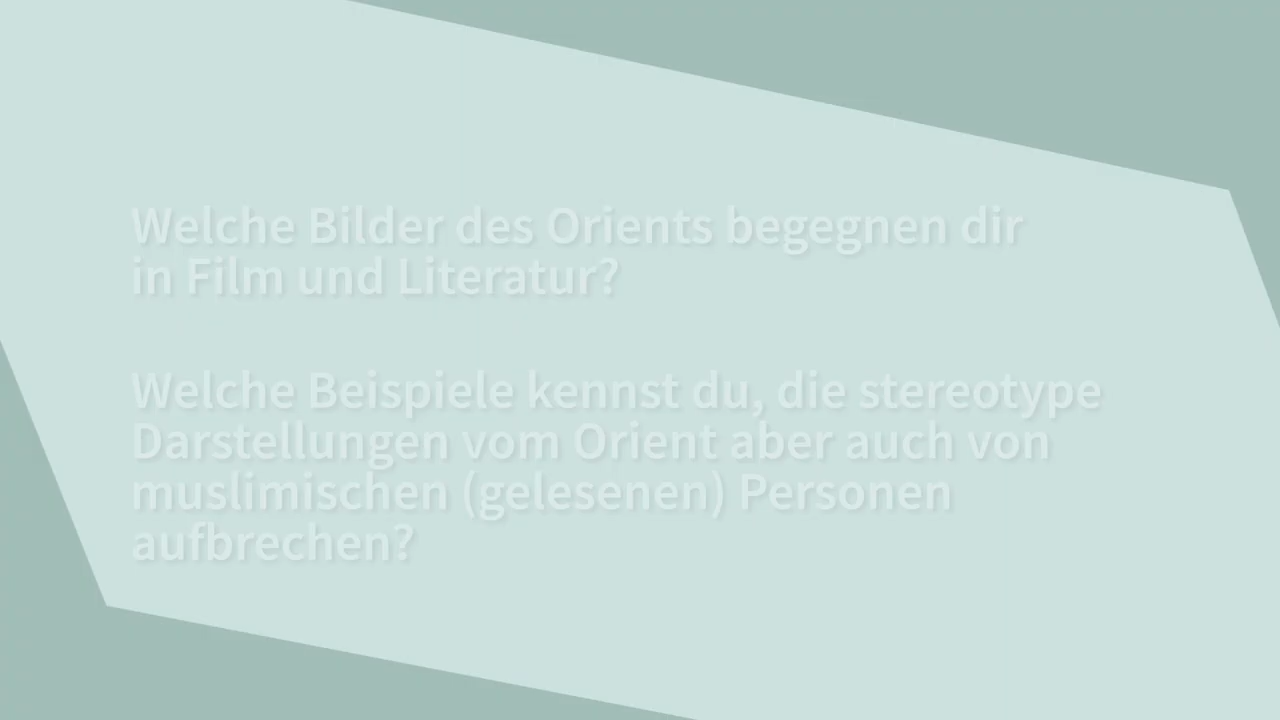 Welche Bilder des Orients begegnen dir
in Film und Literatur?
Welche Beispiele kennst du, die stereotype
Darstellungen vom Orient aber auch von
muslimischen (gelesenen) Personen
aufbrechen?